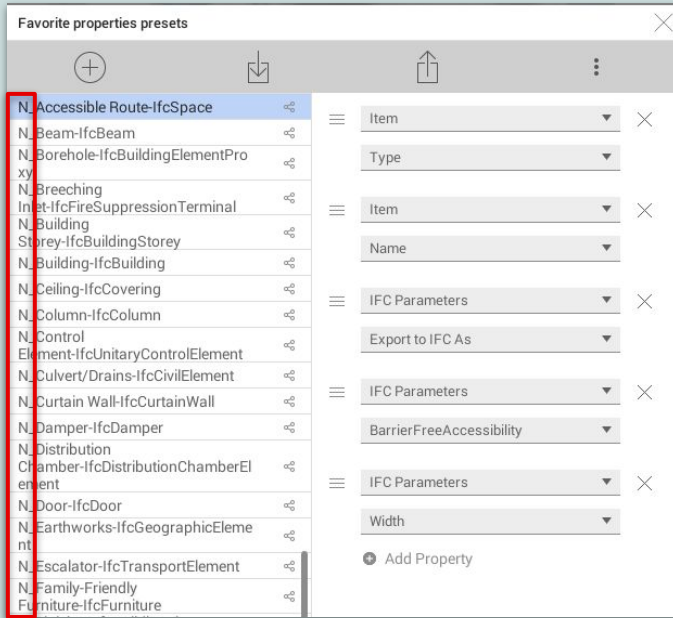 Favorite properties presets
N_Accessible Route-IfcSpace
N_Beam-IfcBeam
N_Borehole-IfcBuildingElementPro
xy
N_Breeching
Inlet-IfcFireSuppressionTerminal
N_Building
Storey-IfcBuildingStorey
N_Building-IfcBuilding
N_Ceiling-IfcCovering
N_Column-IfcColumn
N_Control
Element-IfcUnitaryControlElement
N_Culvert/Drains-IfcCivilElement
N_Curtain Wall-IfcCurtainWall
N_Damper-IfcDamper
N_Distribution
Chamber-IfcDistributionChamberEl
ement
N_Door-IfcDoor
N_Earthworks-IfcGeographicEleme
nt
N_Escalator-IfcTransportElement
N_Family-Friendly
Furniture-IfcFurniture
Item
Type
Item
Name
IFC Parameters
Export to IFC As
IFC Parameters
BarrierFreeAccessibility
IFC Parameters
Width
Add Property